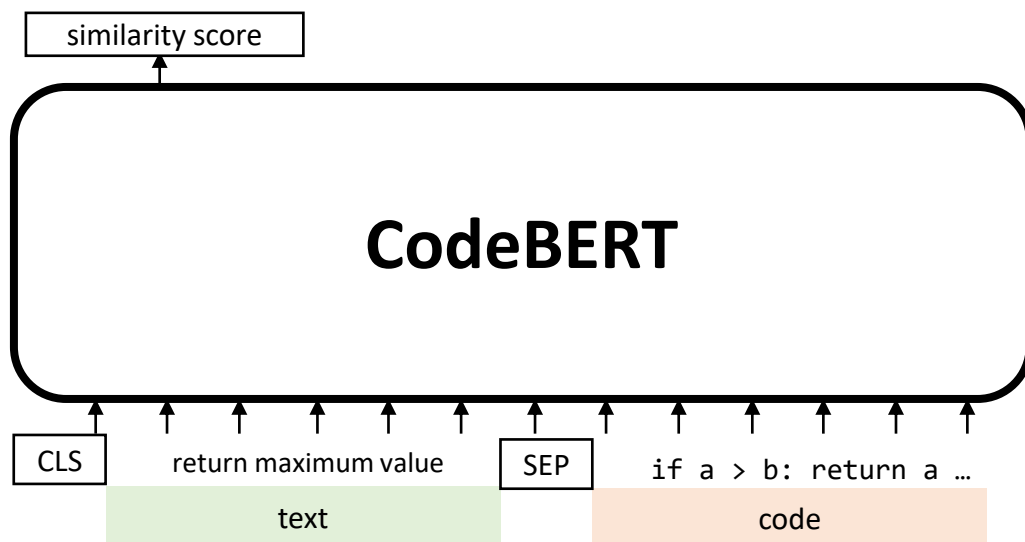 similarity score
CodeBERT
CLS
return maximum value
SEP
if a > b: return a …
text
code